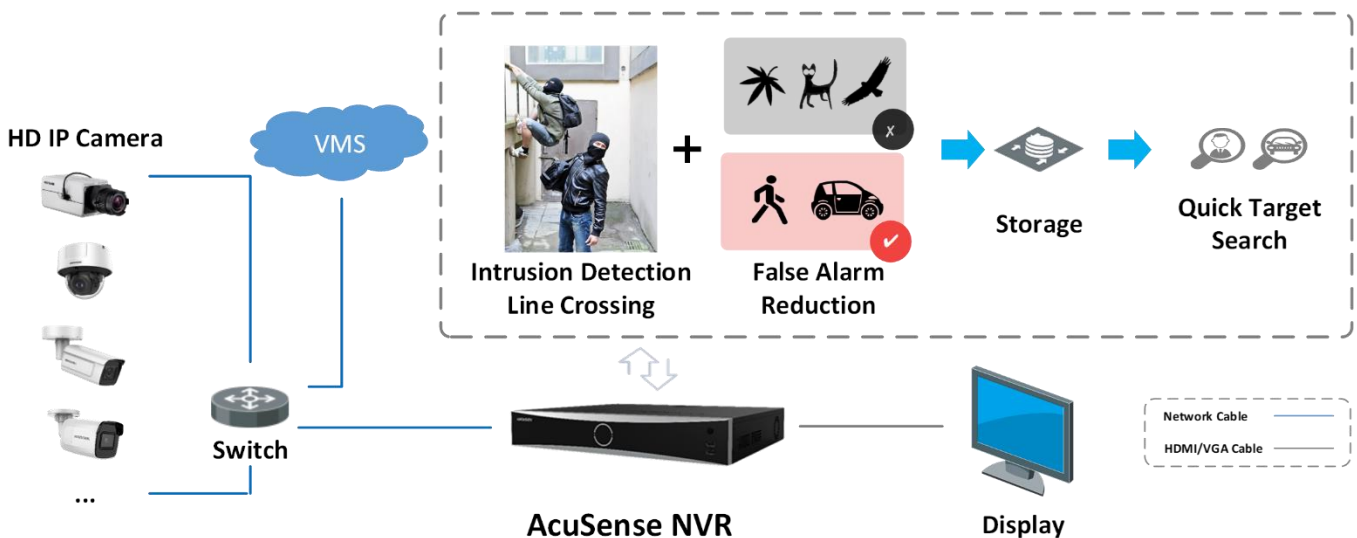 HD IP Camera
VMS
Switch
...
Intrusion Detection
Line Crossing
+
False Alarm
Reduction
Storage
Quick Target
Search
AcuSense NVR
Display
Network Cable
HDMI/VGA Cable